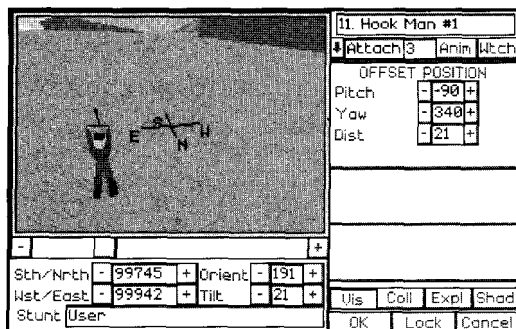 11. Hook Man #1
Attach 3 Anim Wtch
OFFSET POSITION
Pitch - -90 +
Yaw - 340 +
Dist - 21 +
E S N W
- +
Sth/Nrth - 99745 + Orient - 191 +
Wst/East - 99942 + Tilt - 21 +
Stunt User
Vis Coll Expl Shad
OK Lock Cancel